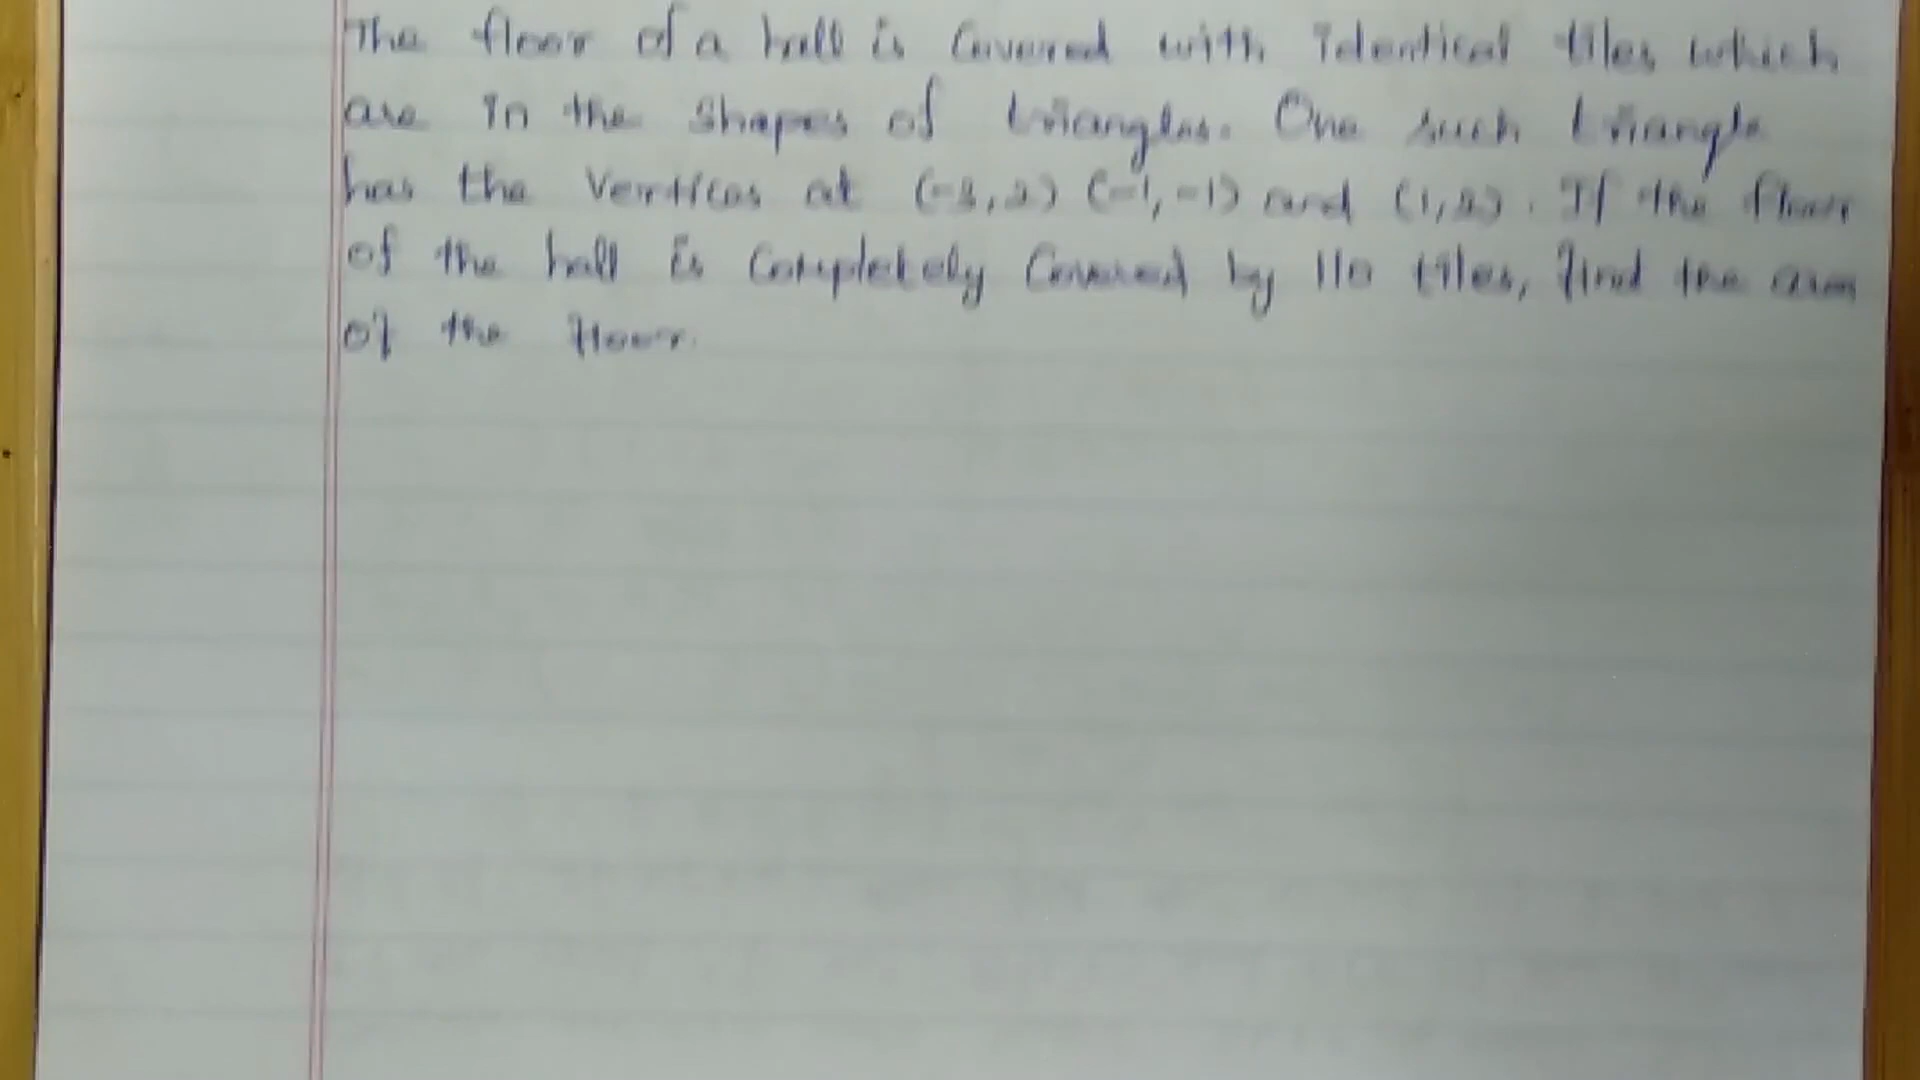 The floor of a hall is Covered with identical tiles which
are in the shapes of triangles. One such triangle
has the Vertices at (-3,2) (-1,-1) and (1,2). If the floor
of the hall is Completely Covered by 110 tiles, find the area
of the floor.